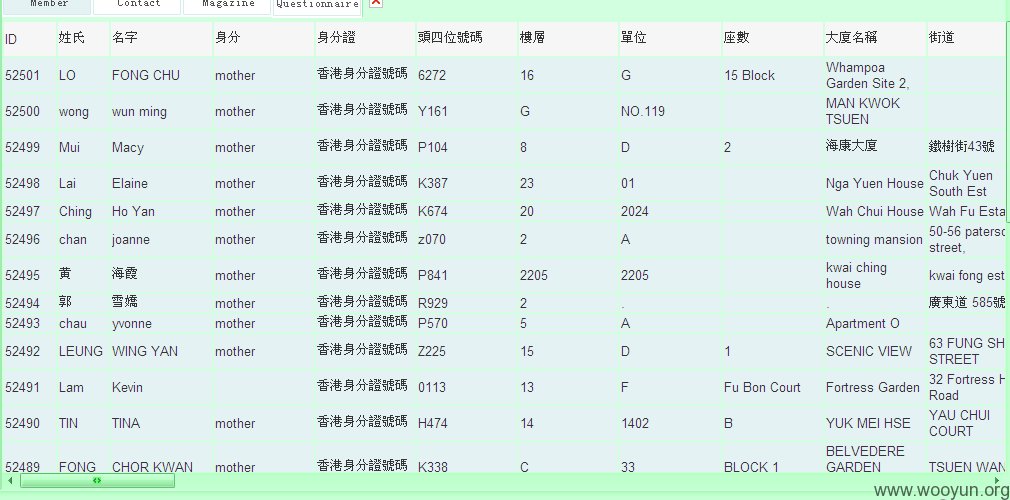 Member Contact Magazine Questionnaire
ID 姓氏 名字 身分 身分證 頭四位號碼 樓層 單位 座數 大廈名稱 街道
52501 LO FONG CHU mother 香港身分證號碼 6272 16 G 15 Block Whampoa
Garden Site 2,
52500 wong wun ming mother 香港身分證號碼 Y161 G NO.119 MAN KWOK
TSUEN
52499 Mui Macy mother 香港身分證號碼 P104 8 D 2 海康大廈 鐵樹街43號
52498 Lai Elaine mother 香港身分證號碼 K387 23 01 Nga Yuen House Chuk Yuen
South Est
52497 Ching Ho Yan mother 香港身分證號碼 K674 20 2024 Wah Chui House Wah Fu Esta
52496 chan joanne mother 香港身分證號碼 z070 2 A towning mansion 50-56 paterso
street,
52495 黄 海霞 mother 香港身分證號碼 P841 2205 2205 kwai ching
house kwai fong est
52494 郭 雪嬌 mother 香港身分證號碼 R929 2 . . 廣東道 585號
52493 chau yvonne mother 香港身分證號碼 P570 5 A Apartment O
52492 LEUNG WING YAN mother 香港身分證號碼 Z225 15 D 1 SCENIC VIEW 63 FUNG SH
STREET
52491 Lam Kevin 香港身分證號碼 0113 13 F Fu Bon Court Fortress Garden 32 Fortress H
Road
52490 TIN TINA mother 香港身分證號碼 H474 14 1402 B YUK MEI HSE YAU CHUI
COURT
52489 FONG CHOR KWAN mother 香港身分證號碼 K338 C 33 BLOCK 1 BELVEDERE
GARDEN TSUEN WAN
www.wooyun.org